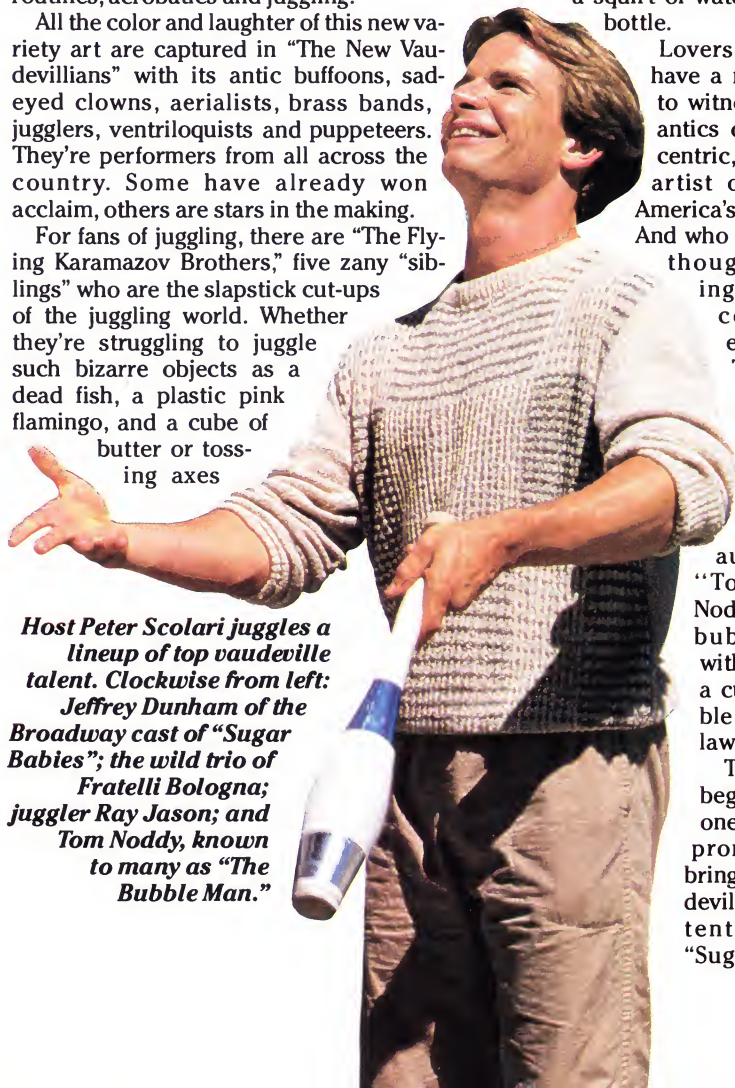 routines, and juggling.
All the color and laughter of this new va-
riety art are captured in “The New Vau-
devillians” with its antic buffoons, sad-
eyed clowns, aerialists, brass bands,
jugglers, ventriloquists and puppeteers.
They’re performers from all across the
country. Some have already won
acclaim, others are stars in the making.
For fans of juggling, there are “The Fly-
ing Karamazov Brothers,” five zany “sib-
lings” who are the slapstick cut-ups
of the juggling world. Whether
they’re struggling to juggle
such bizarre objects as a
dead fish, a plastic pink
flamingo, and a cube of
butter or toss-
ing axes
Host Peter Scolari juggles a
lineup of top vaudeville
talent. Clockwise from left:
Jeffrey Dunham of the
Broadway cast of “Sugar
Babies”; the wild trio of
Fratelli Bologna;
juggler Ray Jason; and
Tom Noddy, known
to many as “The
Bubble Man.”
a squirt of
bottle.
Lovers
have a
to
antics
centric,
artist
America’s
And who
ing
“To
Nod
bub
with
a
ble
law
T
beg
one
bring
devil
tent
“Sug